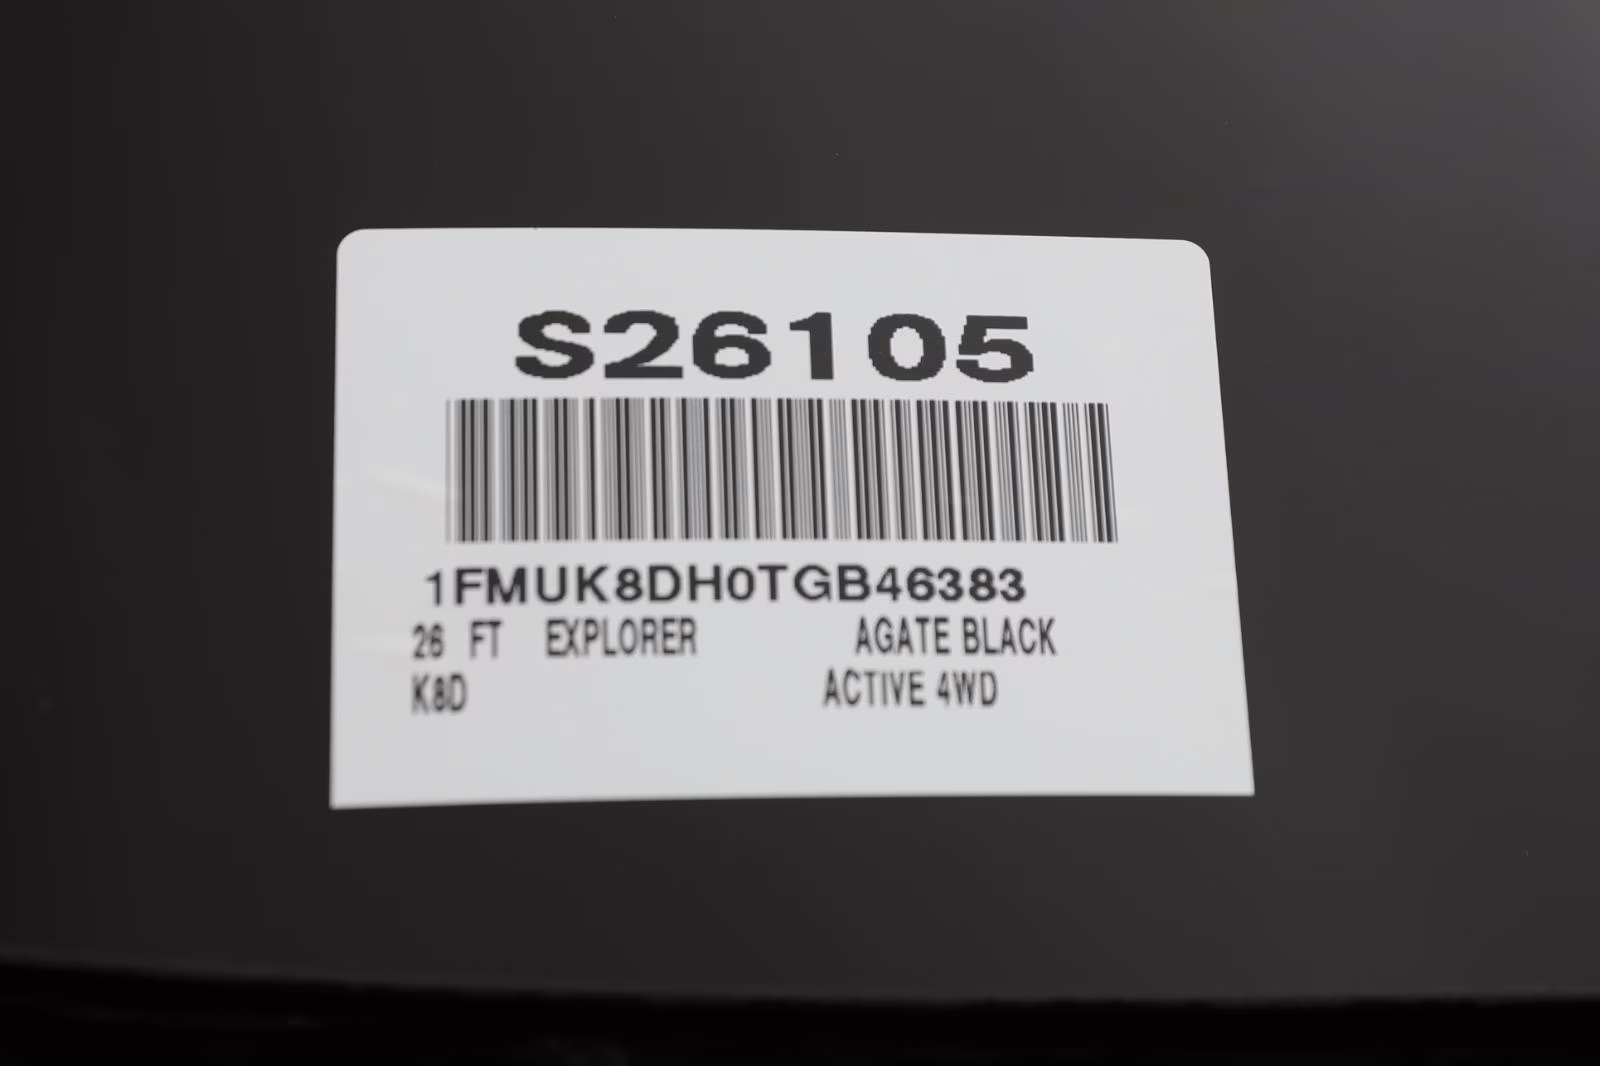 S26105
1FMUK8DH0TGB46383
26 FT EXPLORER AGATE BLACK
K8D ACTIVE 4WD